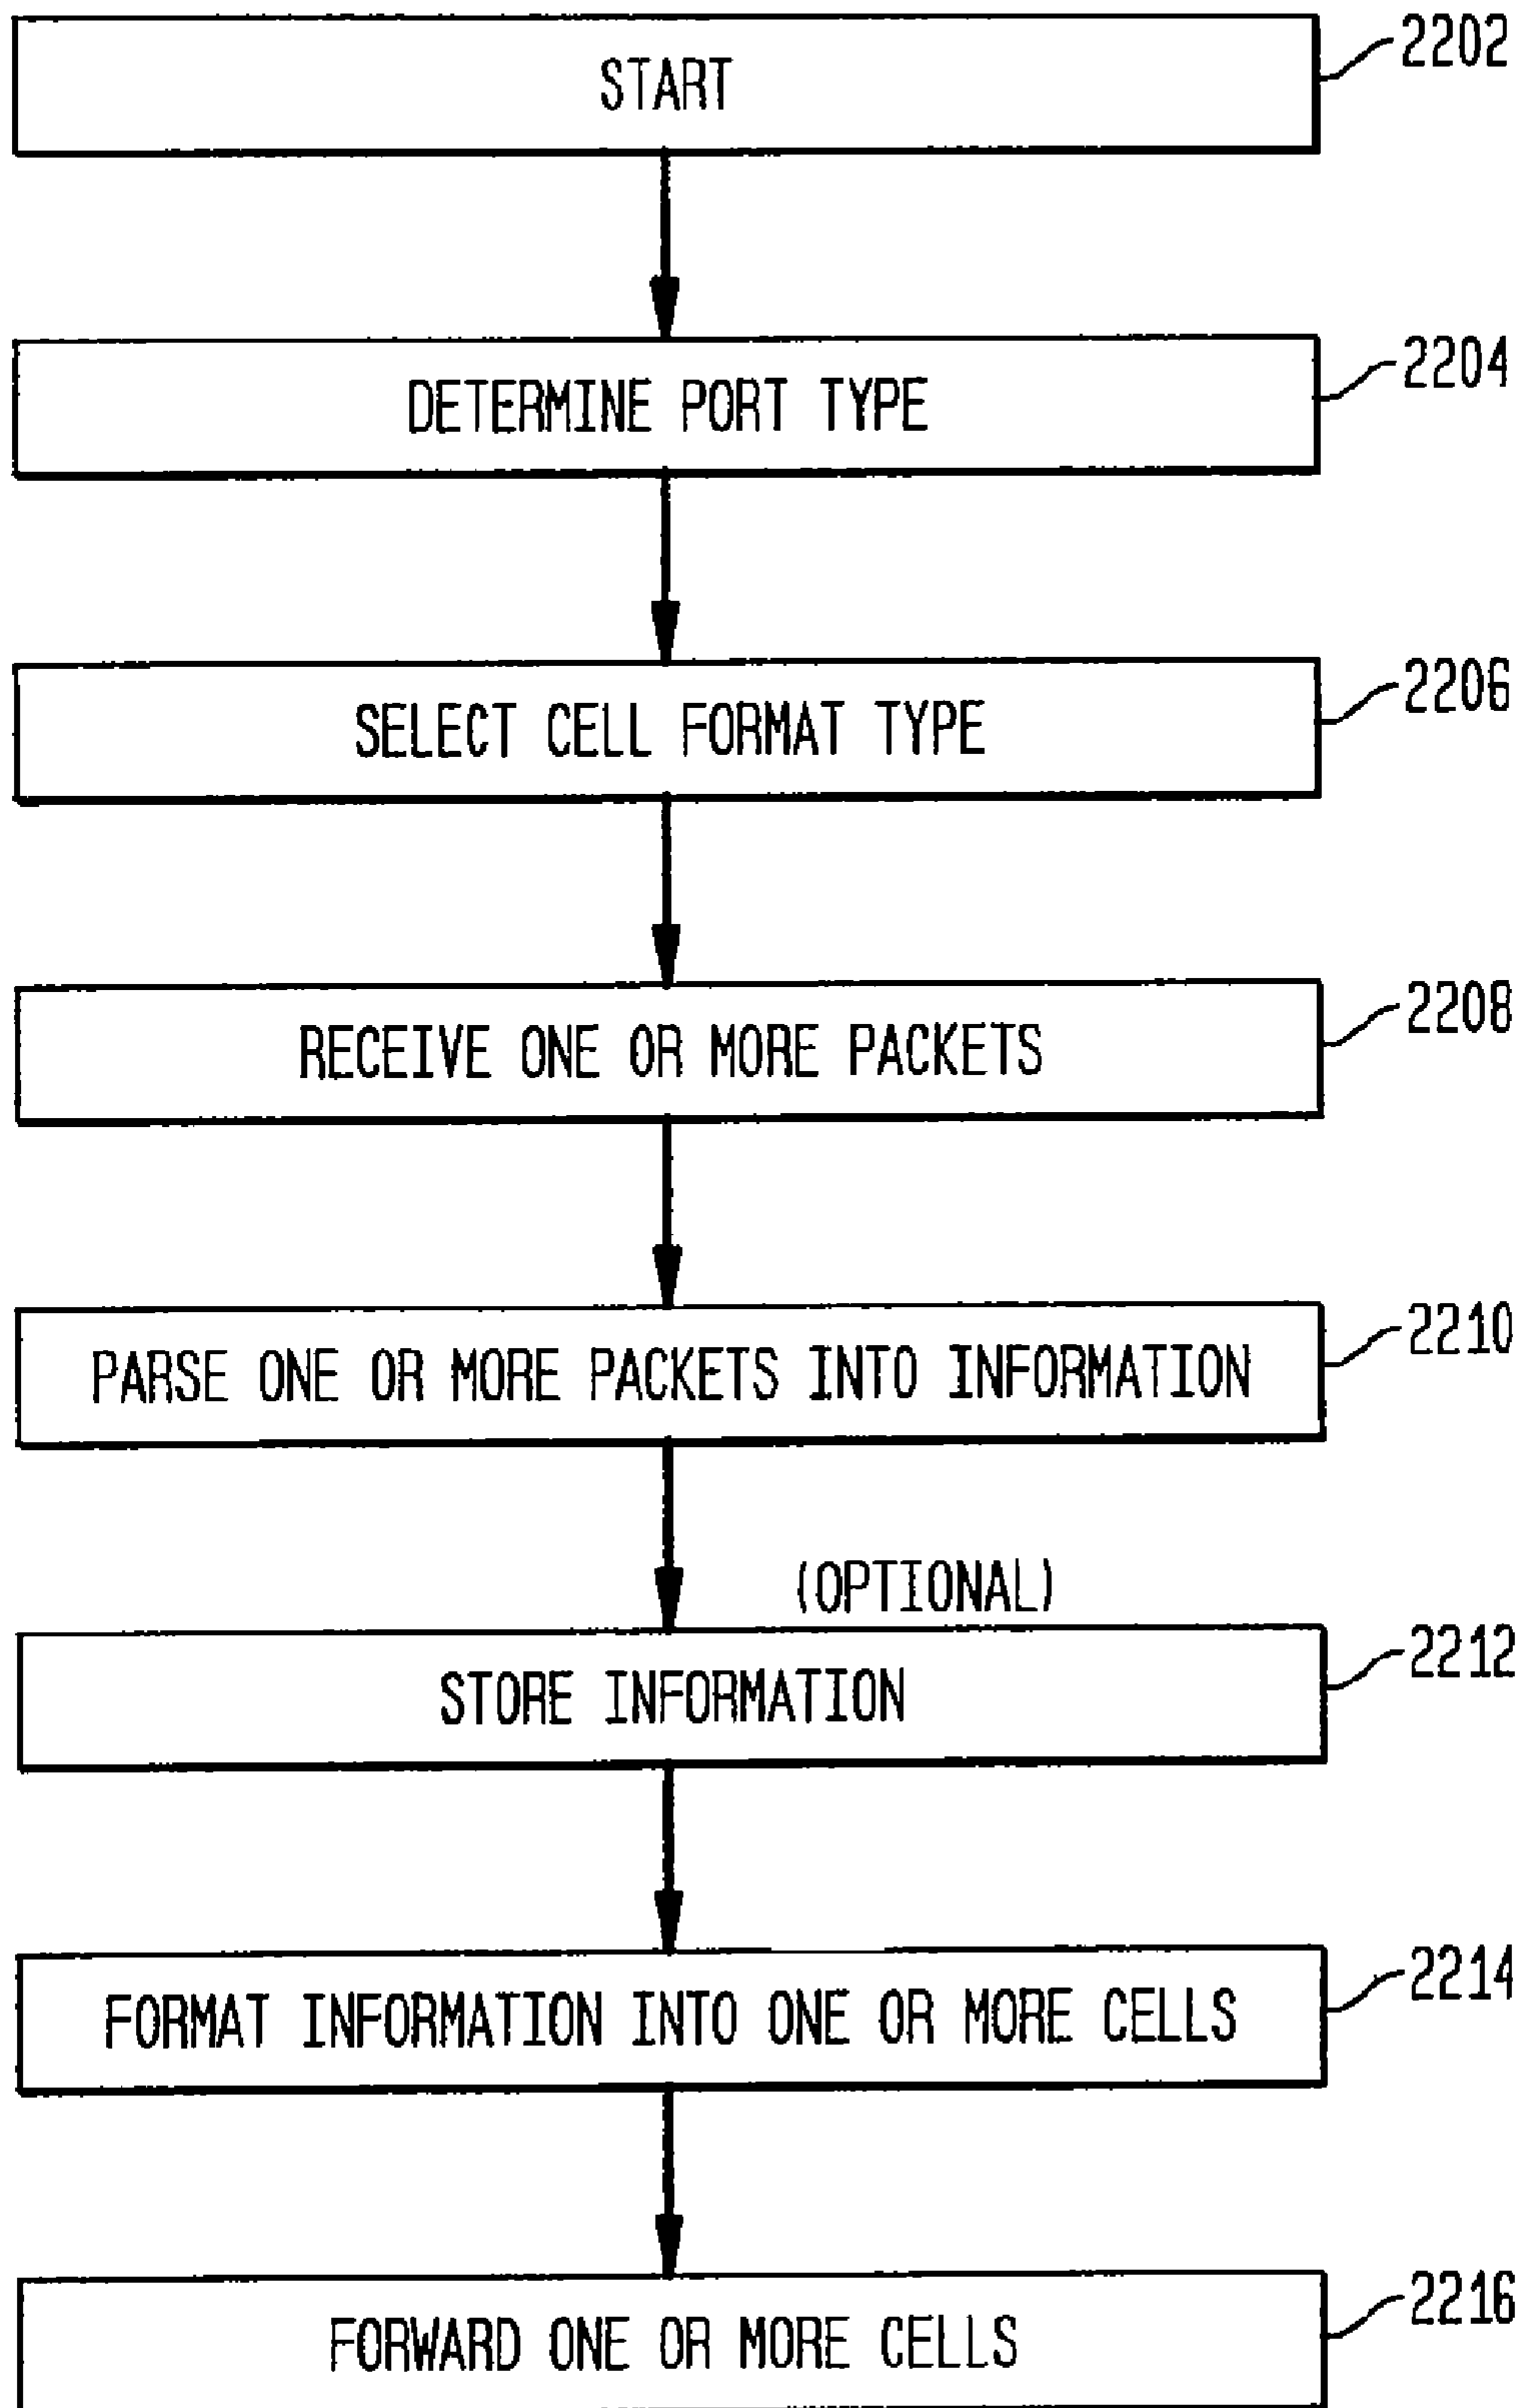 START
2202
DETERMINE PORT TYPE
2204
SELECT CELL FORMAT TYPE
2206
RECEIVE ONE OR MORE PACKETS
2208
PARSE ONE OR MORE PACKETS INTO INFORMATION
2210
(OPTIONAL)
STORE INFORMATION
2212
FORMAT INFORMATION INTO ONE OR MORE CELLS
2214
FORWARD ONE OR MORE CELLS
2216